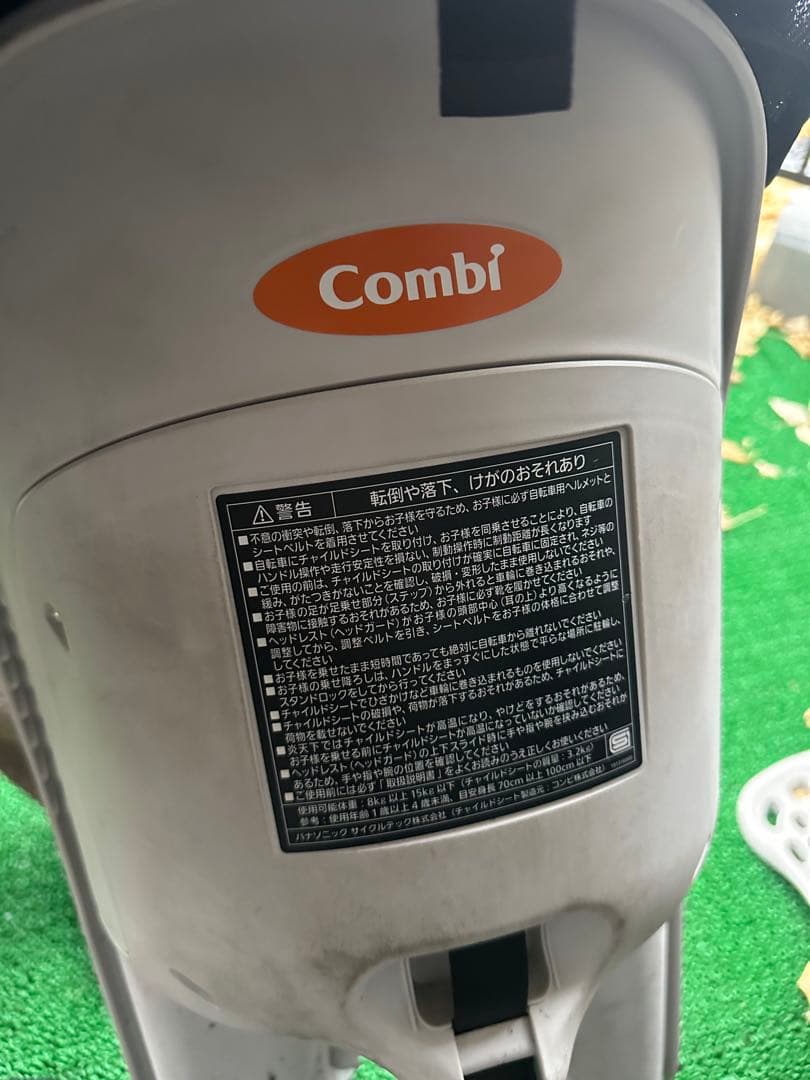 Combi
警告 転倒や落下、けがのおそれあり
■不意の衝突や転倒、落下からお子様を守るため、お子様に必ず自転車用ヘルメットと
シートベルトを着用させてください
■自転車にチャイルドシートを取り付け、お子様を同乗させることにより、自転車の
ハンドル操作や走行安定性を損ない、制動操作時に制動距離が長くなります
■ご使用の前は、チャイルドシートの取り付けが確実に自転車に固定され、ネジ等の
緩み、がたつきがないことを確認し、破損・変形したまま使用しないでください
■お子様の足が足乗せ部分(ステップ)から外れると車輪に巻き込まれるおそれや、
障害物に接触するおそれがあるため、お子様に必ず靴を履かせてください
■ヘッドレスト(ヘッドガード)がお子様の頭部中心(耳の上)より高くなるように
調整してから、調整ベルトを引き、シートベルトをお子様の体格に合わせて調整
してください
■お子様を乗せたまま短時間であっても絶対に自転車から離れないでください
■お子様の乗せ降ろしは、ハンドルをまっすぐにした状態で平らな場所に駐輪し、
スタンドロックをしてから行ってください
■チャイルドシートでひざかけなど車輪に巻き込まれるものを使用しないでください
■チャイルドシートの破損や、荷物が落下するおそれがあるため、チャイルドシートに
荷物を載せないでください
■炎天下ではチャイルドシートが高温になり、やけどをするおそれがあるため、
お子様を乗せる前にチャイルドシートが高温になっていないか確認してください
■ヘッドレスト(ヘッドガード)の上下スライド時に手や指や腕を挟み込むおそれが
あるため、手や指や腕の位置を確認してください
■ご使用前には必ず「取扱説明書」をよくお読みのうえ正しくお使いください
使用可能体重:8kg以上15kg以下(チャイルドシートの質量:3.2kg)
参考:使用年齢1歳以上4歳未満、目安身長70cm以上100cm以下
パナソニック サイクルテック株式会社(チャイルドシート製造元:コンビ株式会社)